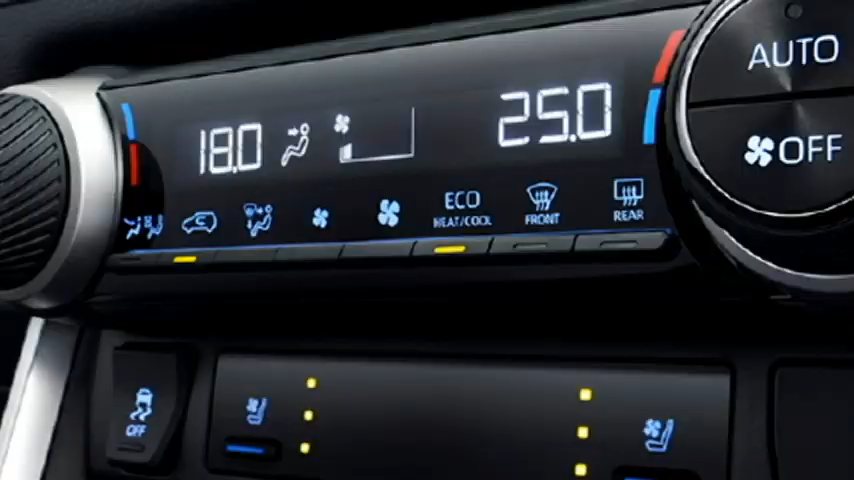 AUTO
18.0
25.0
OFF
ECO
HEAT/COOL
FRONT
REAR
OFF